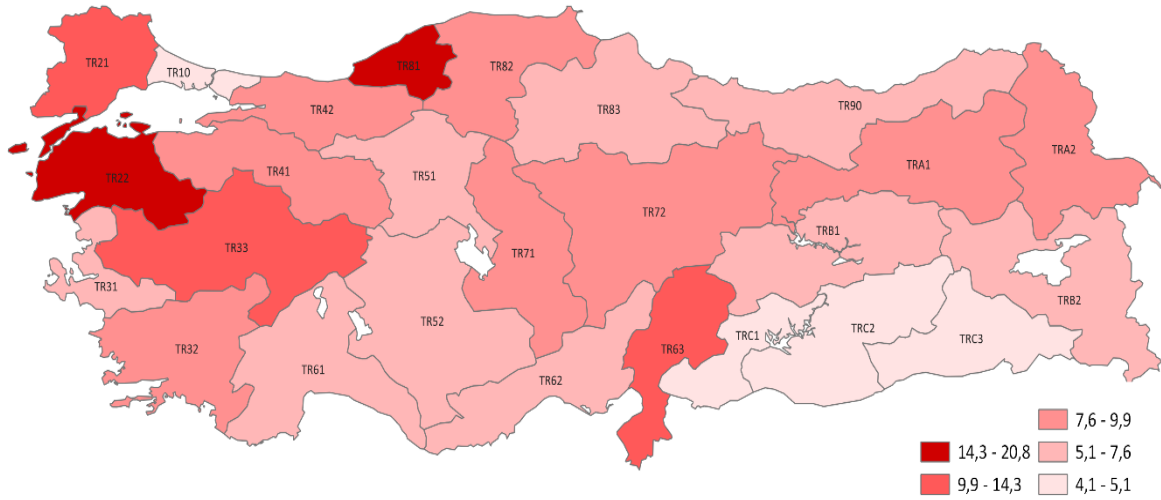 TR21
TR10
TR81
TR82
TR42
TR83
TR90
TR22
TR41
TR51
TRA1
TRA2
TR33
TR71
TR72
TRB1
TR31
TR52
TRB2
TR32
TR61
TR62
TR63
TRC1
TRC2
TRC3
7,6 - 9,9
14,3 - 20,8
5,1 - 7,6
9,9 - 14,3
4,1 - 5,1